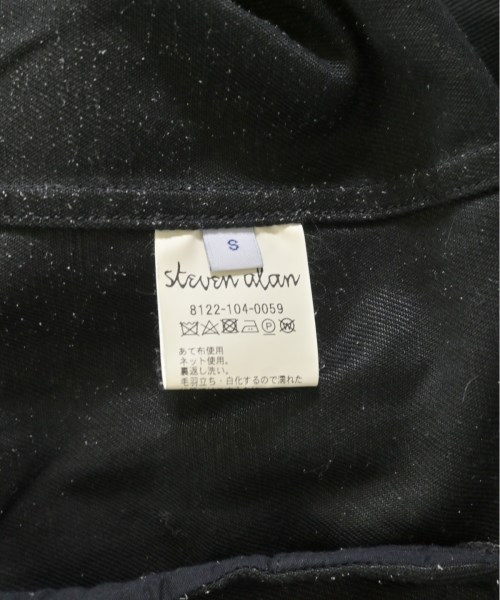 S
steven alan
8122-104-0059
あて布使用
ネット使用。
裏返し洗い。
毛羽立ち・白化するので濡れた